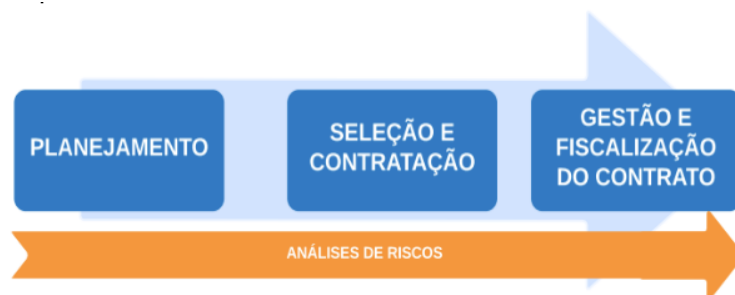 PLANEJAMENTO
SELEÇÃO E
CONTRATAÇÃO
GESTÃO E
FISCALIZAÇÃO
DO CONTRATO
ANÁLISES DE RISCOS